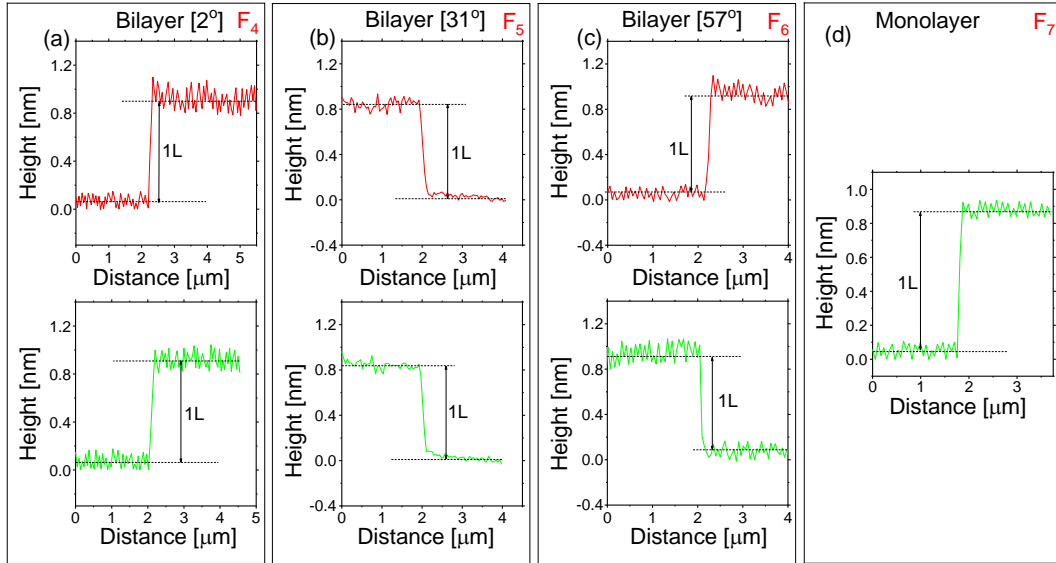 (a) Bilayer [2°] F4
Height [nm]
1.2
0.8
0.4
0.0
1L
0 1 2 3 4 5
Distance [μm]
Height [nm]
1.2
0.8
0.4
0.0
1L
0 1 2 3 4 5
Distance [μm]
(b) Bilayer [31°] F5
Height [nm]
1.2
0.8
0.4
0.0
-0.4
1L
0 1 2 3 4
Distance [μm]
Height [nm]
1.2
0.8
0.4
0.0
-0.4
1L
0 1 2 3 4
Distance [μm]
(c) Bilayer [57°] F6
Height [nm]
1.2
0.8
0.4
0.0
-0.4
1L
0 1 2 3 4
Distance [μm]
Height [nm]
1.2
0.8
0.4
0.0
-0.4
1L
0 1 2 3 4
Distance [μm]
(d) Monolayer F7
Height [nm]
1.0
0.8
0.6
0.4
0.2
0.0
1L
0 1 2 3
Distance [μm]